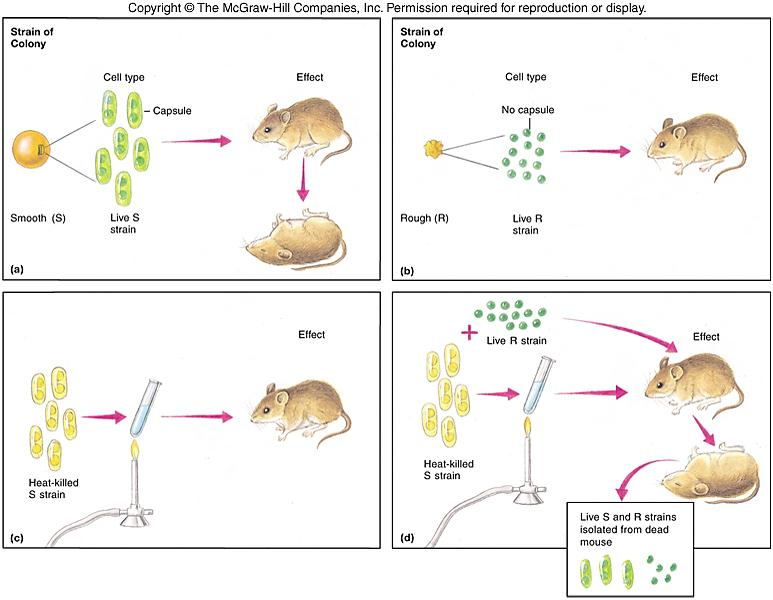 Copyright © The McGraw-Hill Companies, Inc. Permission required for reproduction or display.
Strain of
Colony
Cell type
Effect
Capsule
Smooth (S)
Live S
strain
(a)
Strain of
Colony
Cell type
Effect
No capsule
Rough (R)
Live R
strain
(b)
Effect
Heat-killed
S strain
(c)
+
Live R strain
Effect
Heat-killed
S strain
(d)
Live S and R strains
isolated from dead
mouse